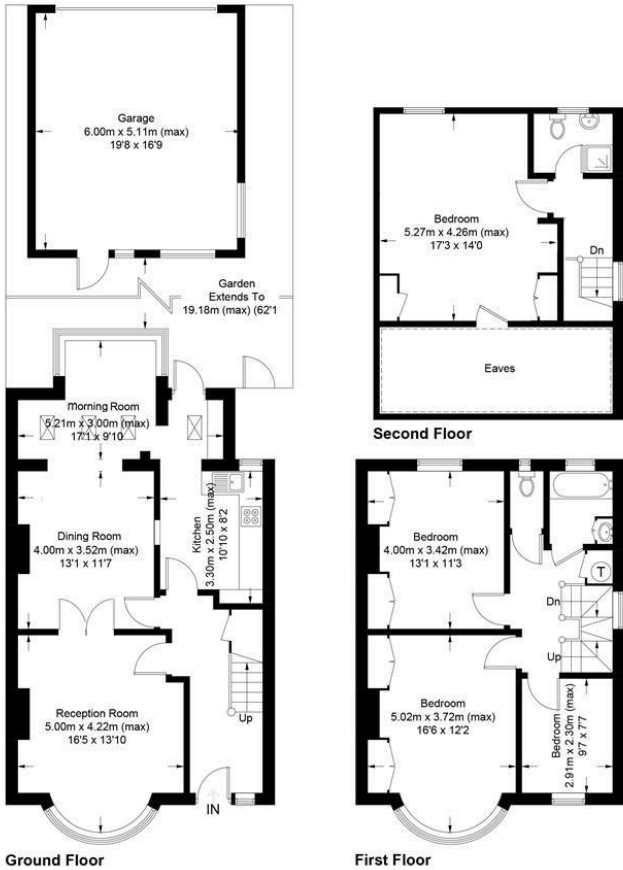 Garage
6.00m x 5.11m (max)
19'8 x 16'9
Garden
Extends To
19.18m (max) (62'1
Morning Room
5.21m x 3.00m (max)
17'1 x 9'10
Dining Room
4.00m x 3.52m (max)
13'1 x 11'7
Kitchen
3.30m x 2.50m (max)
10'10 x 8'2
Reception Room
5.00m x 4.22m (max)
16'5 x 13'10
Up
IN
Ground Floor
Bedroom
5.27m x 4.26m (max)
17'3 x 14'0
Dn
Eaves
Second Floor
Bedroom
4.00m x 3.42m (max)
13'1 x 11'3
T
Dn
Up
Bedroom
5.02m x 3.72m (max)
16'6 x 12'2
Bedroom
2.91m x 2.30m (max)
9'7 x 7'7
First Floor